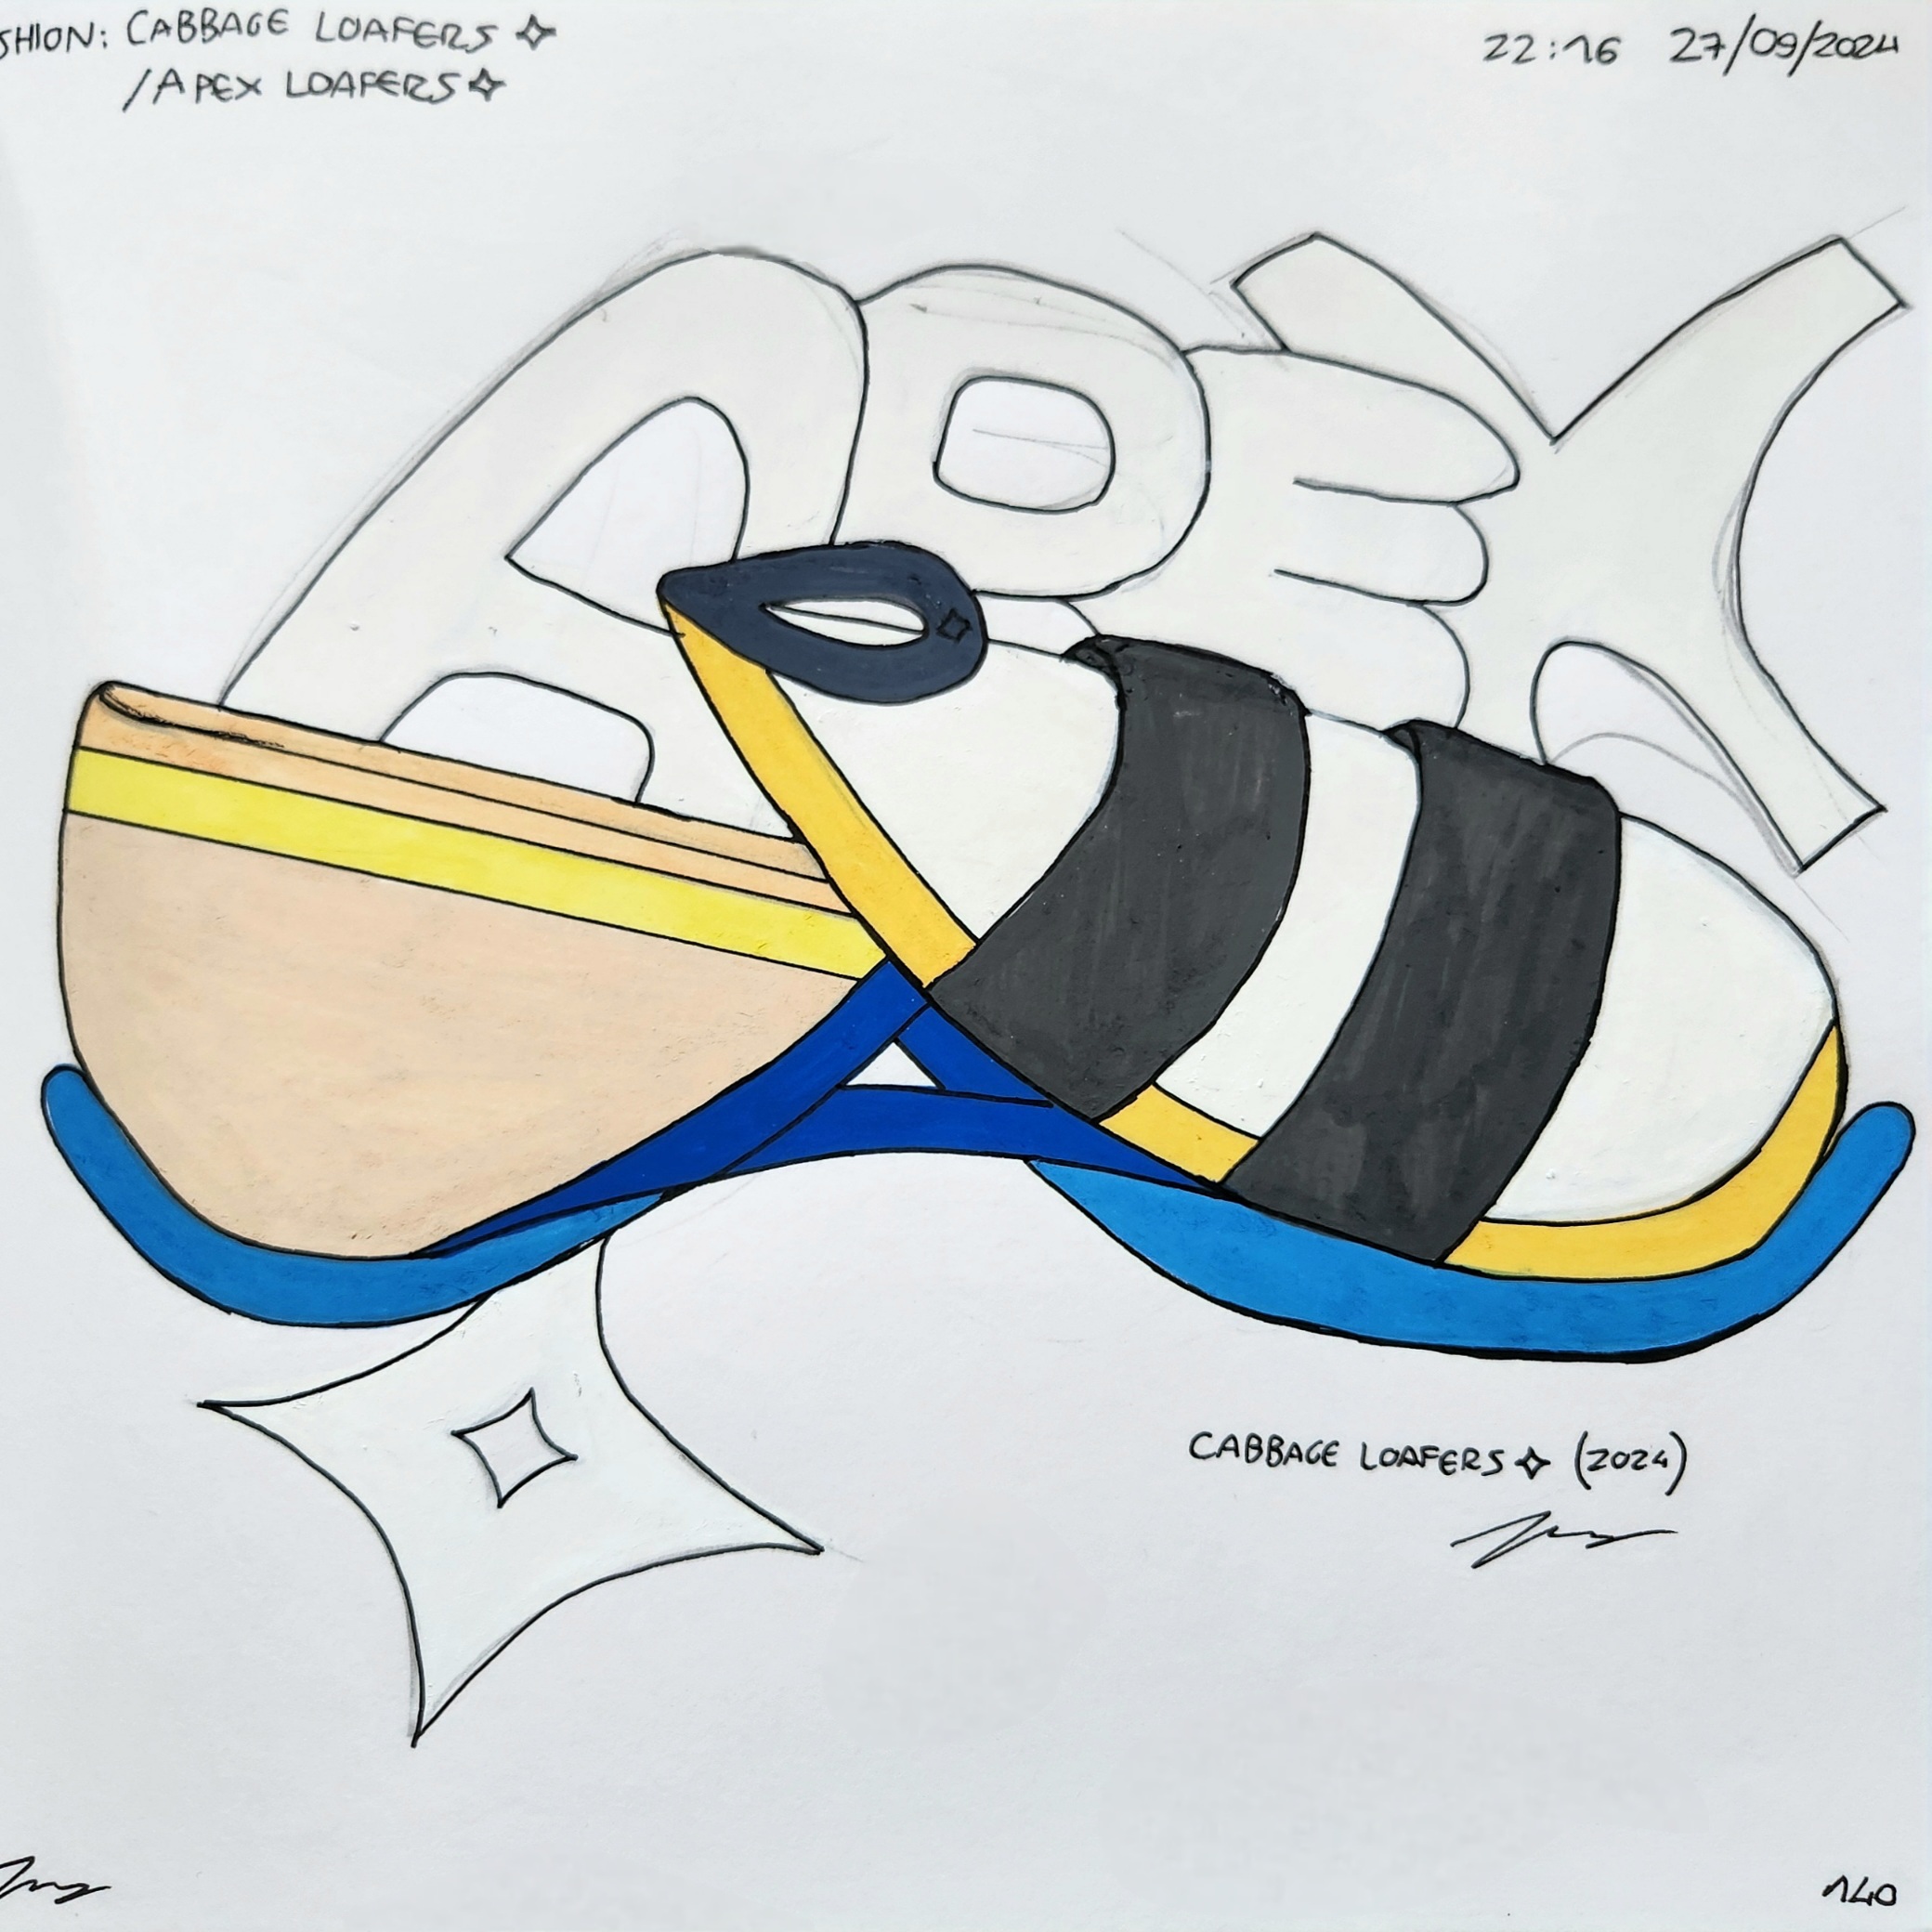 SHION: CABBAGE LOAFERS ✧
/APEX LOAFERS ✧
22:16 27/09/2024
APEX
CABBAGE LOAFERS ✧ (2024)
140